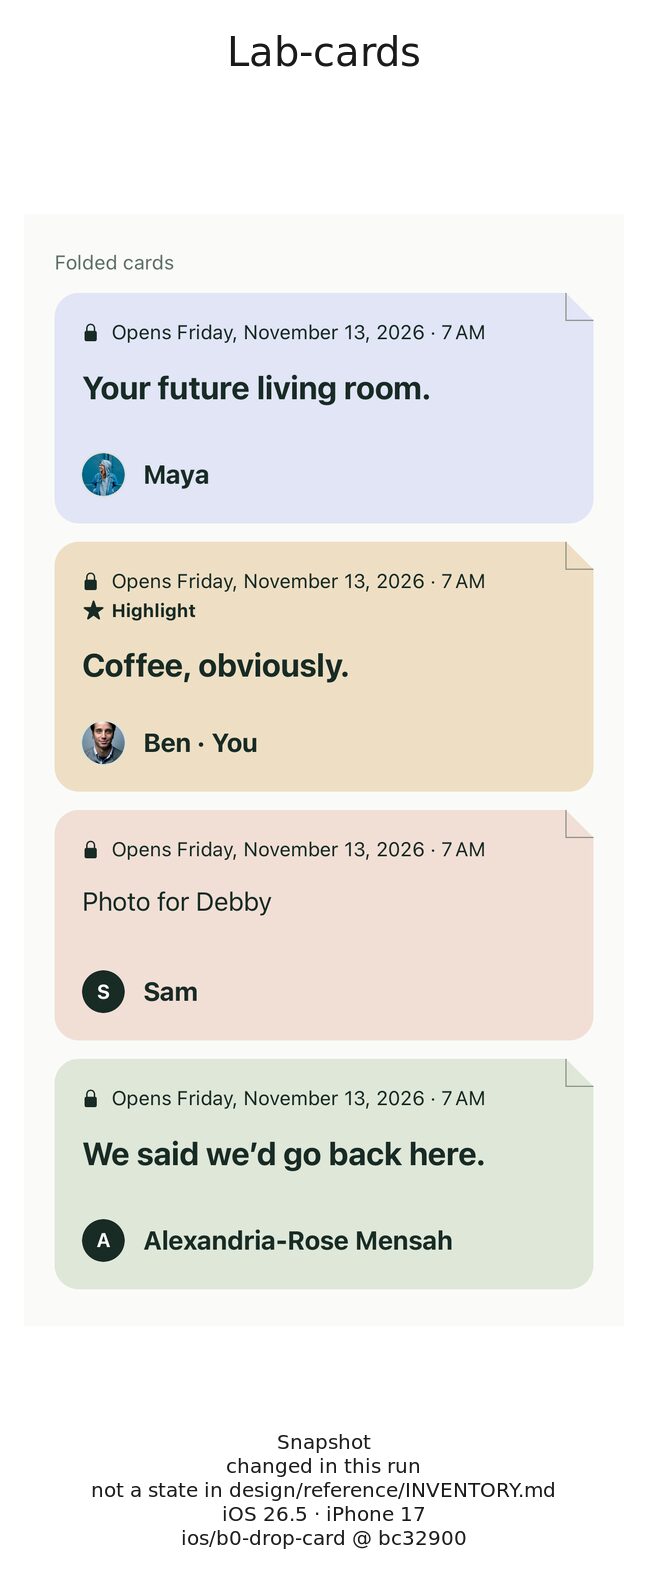 Lab-cards
Folded cards
Opens Friday, November 13, 2026 · 7 AM
Your future living room.
Maya
Opens Friday, November 13, 2026 · 7 AM
Highlight
Coffee, obviously.
Ben · You
Opens Friday, November 13, 2026 · 7 AM
Photo for Debby
S
Sam
Opens Friday, November 13, 2026 · 7 AM
We said we’d go back here.
A
Alexandria-Rose Mensah
Snapshot
changed in this run
not a state in design/reference/INVENTORY.md
iOS 26.5 · iPhone 17
ios/b0-drop-card @ bc32900